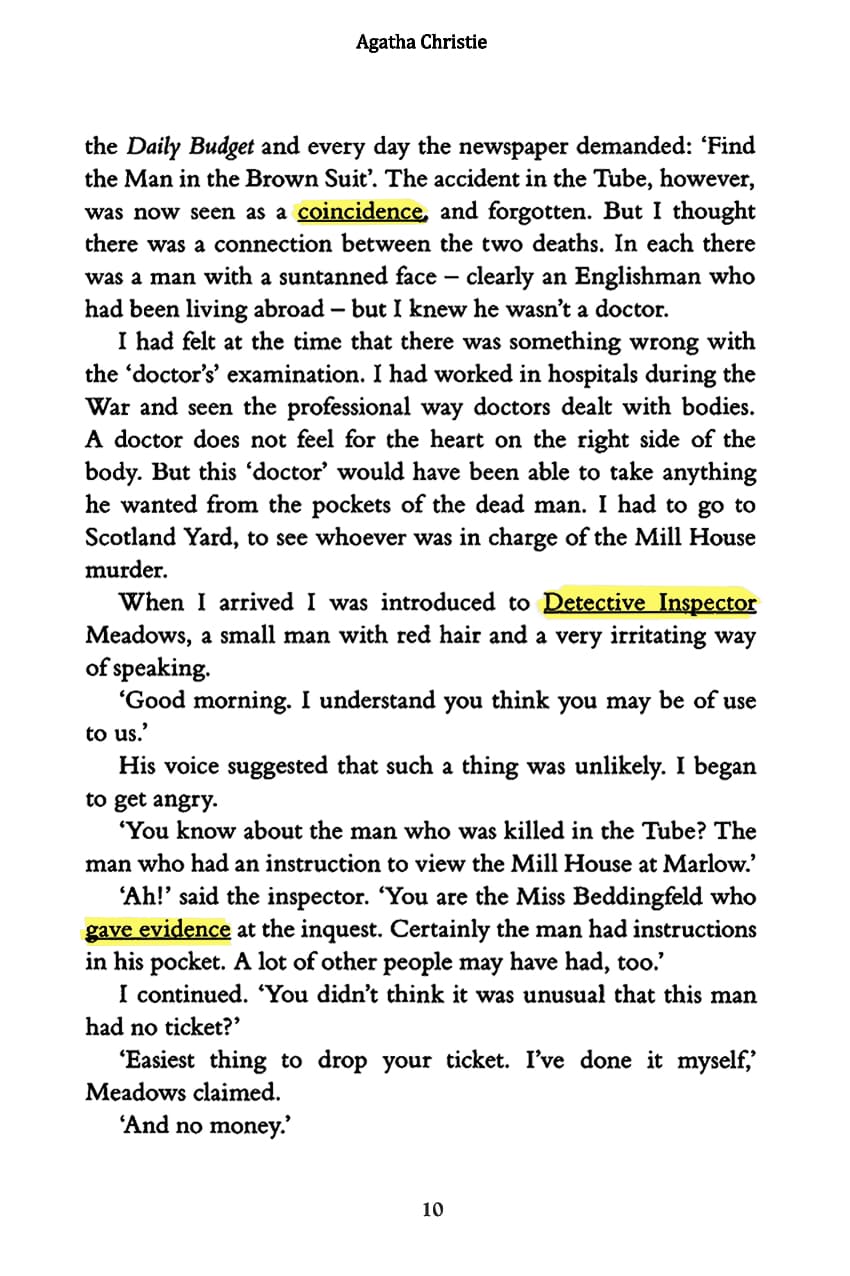 Agatha Christie
the Daily Budget and every day the newspaper demanded: ‘Find
the Man in the Brown Suit’. The accident in the Tube, however,
was now seen as a coincidence, and forgotten. But I thought
there was a connection between the two deaths. In each there
was a man with a suntanned face – clearly an Englishman who
had been living abroad – but I knew he wasn’t a doctor.
I had felt at the time that there was something wrong with
the ‘doctor’s’ examination. I had worked in hospitals during the
War and seen the professional way doctors dealt with bodies.
A doctor does not feel for the heart on the right side of the
body. But this ‘doctor’ would have been able to take anything
he wanted from the pockets of the dead man. I had to go to
Scotland Yard, to see whoever was in charge of the Mill House
murder.
When I arrived I was introduced to Detective Inspector
Meadows, a small man with red hair and a very irritating way
of speaking.
‘Good morning. I understand you think you may be of use
to us.’
His voice suggested that such a thing was unlikely. I began
to get angry.
‘You know about the man who was killed in the Tube? The
man who had an instruction to view the Mill House at Marlow.’
‘Ah!’ said the inspector. ‘You are the Miss Beddingfeld who
gave evidence at the inquest. Certainly the man had instructions
in his pocket. A lot of other people may have had, too.’
I continued. ‘You didn’t think it was unusual that this man
had no ticket?’
‘Easiest thing to drop your ticket. I’ve done it myself,’
Meadows claimed.
‘And no money.’
10